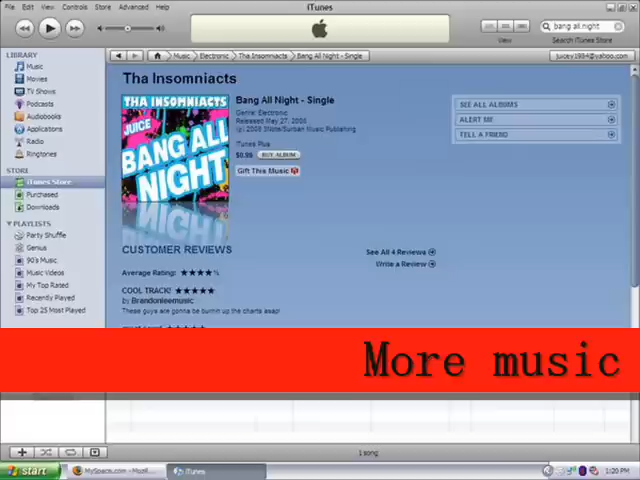 File Edit View Controls Store Advanced Help
iTunes
View
bang all night
Search iTunes Store
Music Electronic Tha Insomniacts Bang All Night - Single
juicey1984@yahoo.com
LIBRARY
Music
Movies
TV Shows
Podcasts
Audiobooks
Applications
Radio
Ringtones
STORE
iTunes Store
Purchased
Downloads
PLAYLISTS
Party Shuffle
Genius
90's Music
Music Videos
My Top Rated
Recently Played
Top 25 Most Played
Tha Insomniacts
THA INSOMNIACTS
JUICE
BANG ALL
NIGHT
Bang All Night - Single
Genre: Electronic
Released May 27, 2008
iTunes Plus
$0.99 BUY ALBUM
Gift This Music
SEE ALL ALBUMS
ALERT ME
TELL A FRIEND
CUSTOMER REVIEWS
See All 4 Reviews
Write a Review
Average Rating:
COOL TRACK!
by Brandonleemusic
These guys are gonna be burnin up the charts asap!
More music
1 song
start
MySpace.com - Mozill...
iTunes
1:20 PM